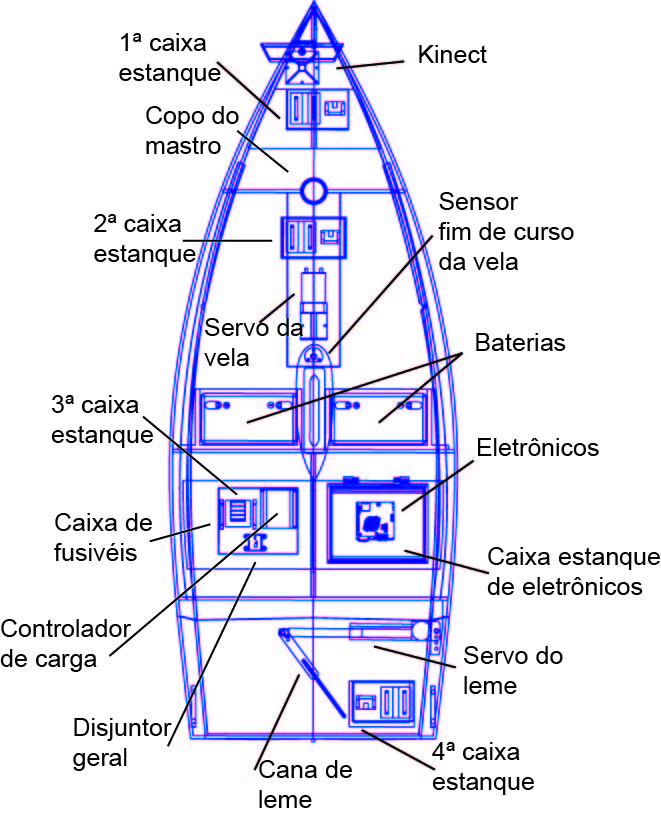 1ª caixa
estanque
Kinect
Copo do
mastro
Sensor
fim de curso
da vela
2ª caixa
estanque
Servo da
vela
Baterias
3ª caixa
estanque
Eletrônicos
Caixa de
fusivéis
Caixa estanque
de eletrônicos
Controlador
de carga
Servo do
leme
Disjuntor
geral
4ª caixa
estanque
Cana de
leme